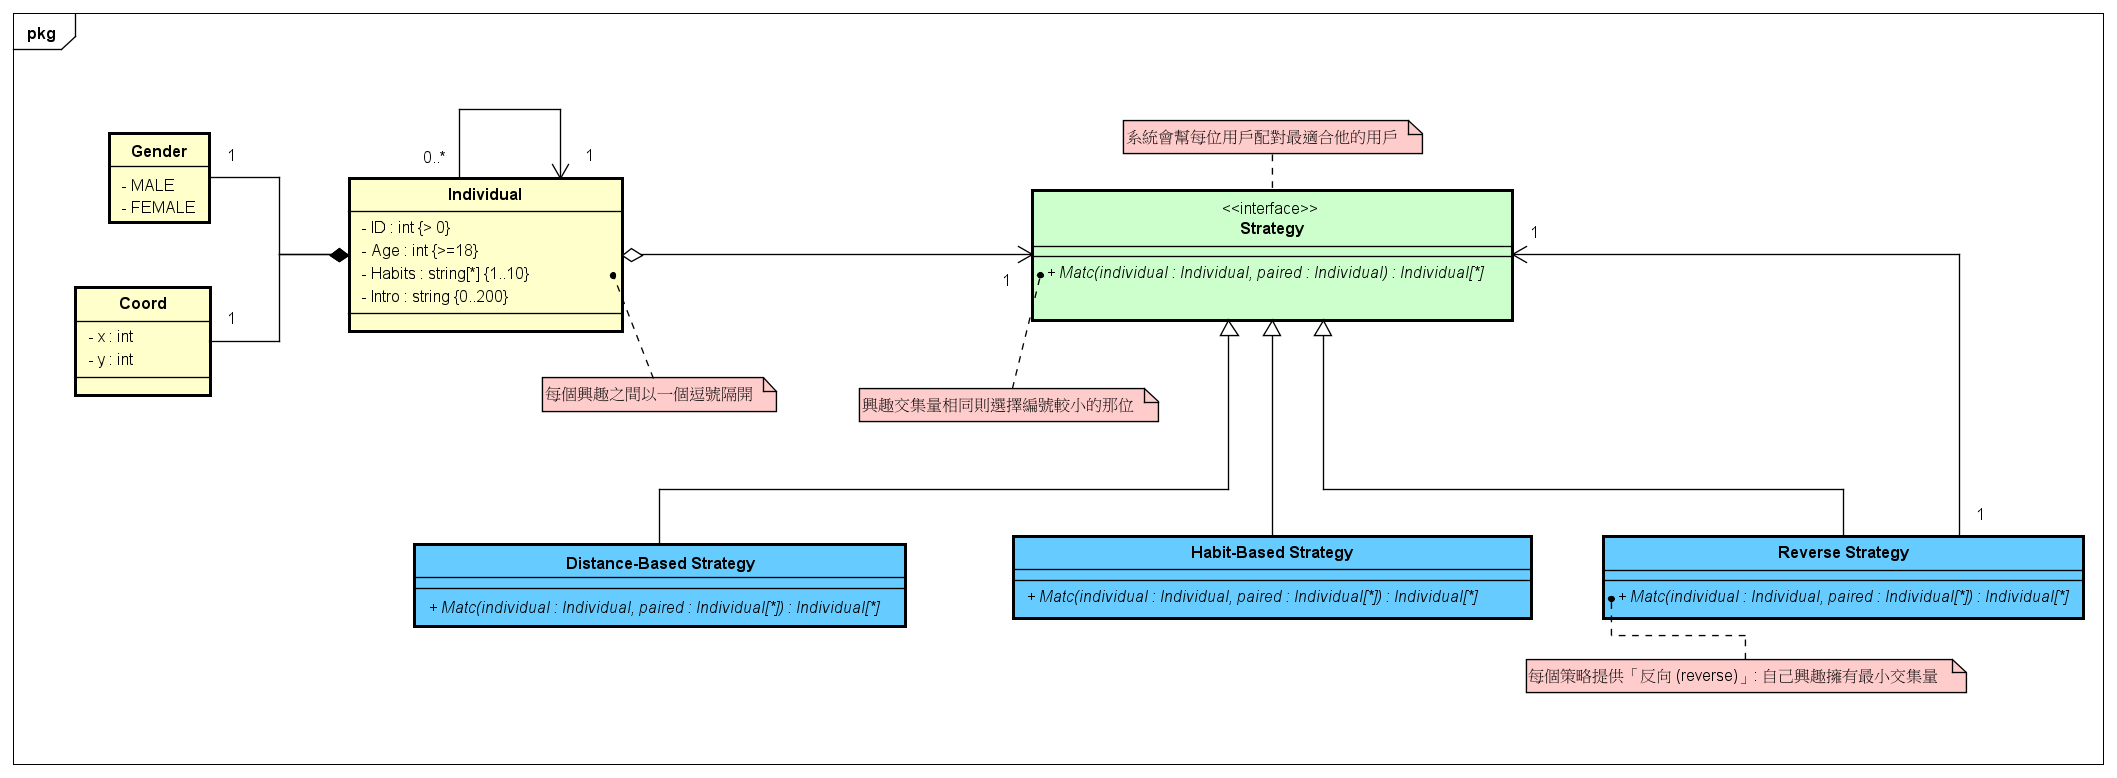 pkg
Gender
- MALE
- FEMALE
1
Coord
- x : int
- y : int
1
0..*
1
Individual
- ID : int {> 0}
- Age : int {>=18}
- Habits : string[*] {1..10}
- Intro : string {0..200}
每個興趣之間以一個逗號隔開
系統會幫每位用戶配對最適合他的用戶
<<interface>>
Strategy
+ Matc(individual : Individual, paired : Individual) : Individual[*]
1
1
興趣交集量相同則選擇編號較小的那位
Distance-Based Strategy
+ Matc(individual : Individual, paired : Individual[*]) : Individual[*]
Habit-Based Strategy
+ Matc(individual : Individual, paired : Individual[*]) : Individual[*]
1
Reverse Strategy
+ Matc(individual : Individual, paired : Individual[*]) : Individual[*]
每個策略提供「反向 (reverse)」: 自己興趣擁有最小交集量